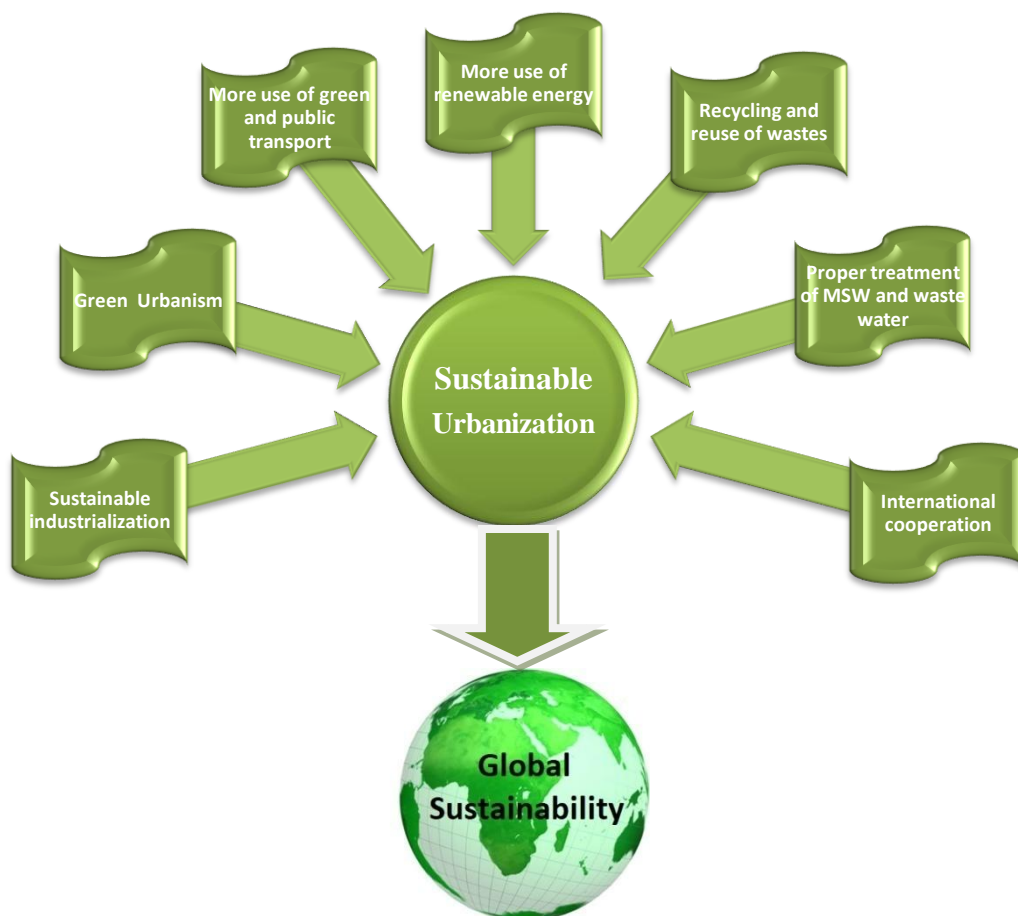 More use of green
and public
transport
More use of
renewable energy
Recycling and
reuse of wastes
Green Urbanism
Proper treatment
of MSW and waste
water
Sustainable
Urbanization
Sustainable
industrialization
International
cooperation
Global
Sustainability